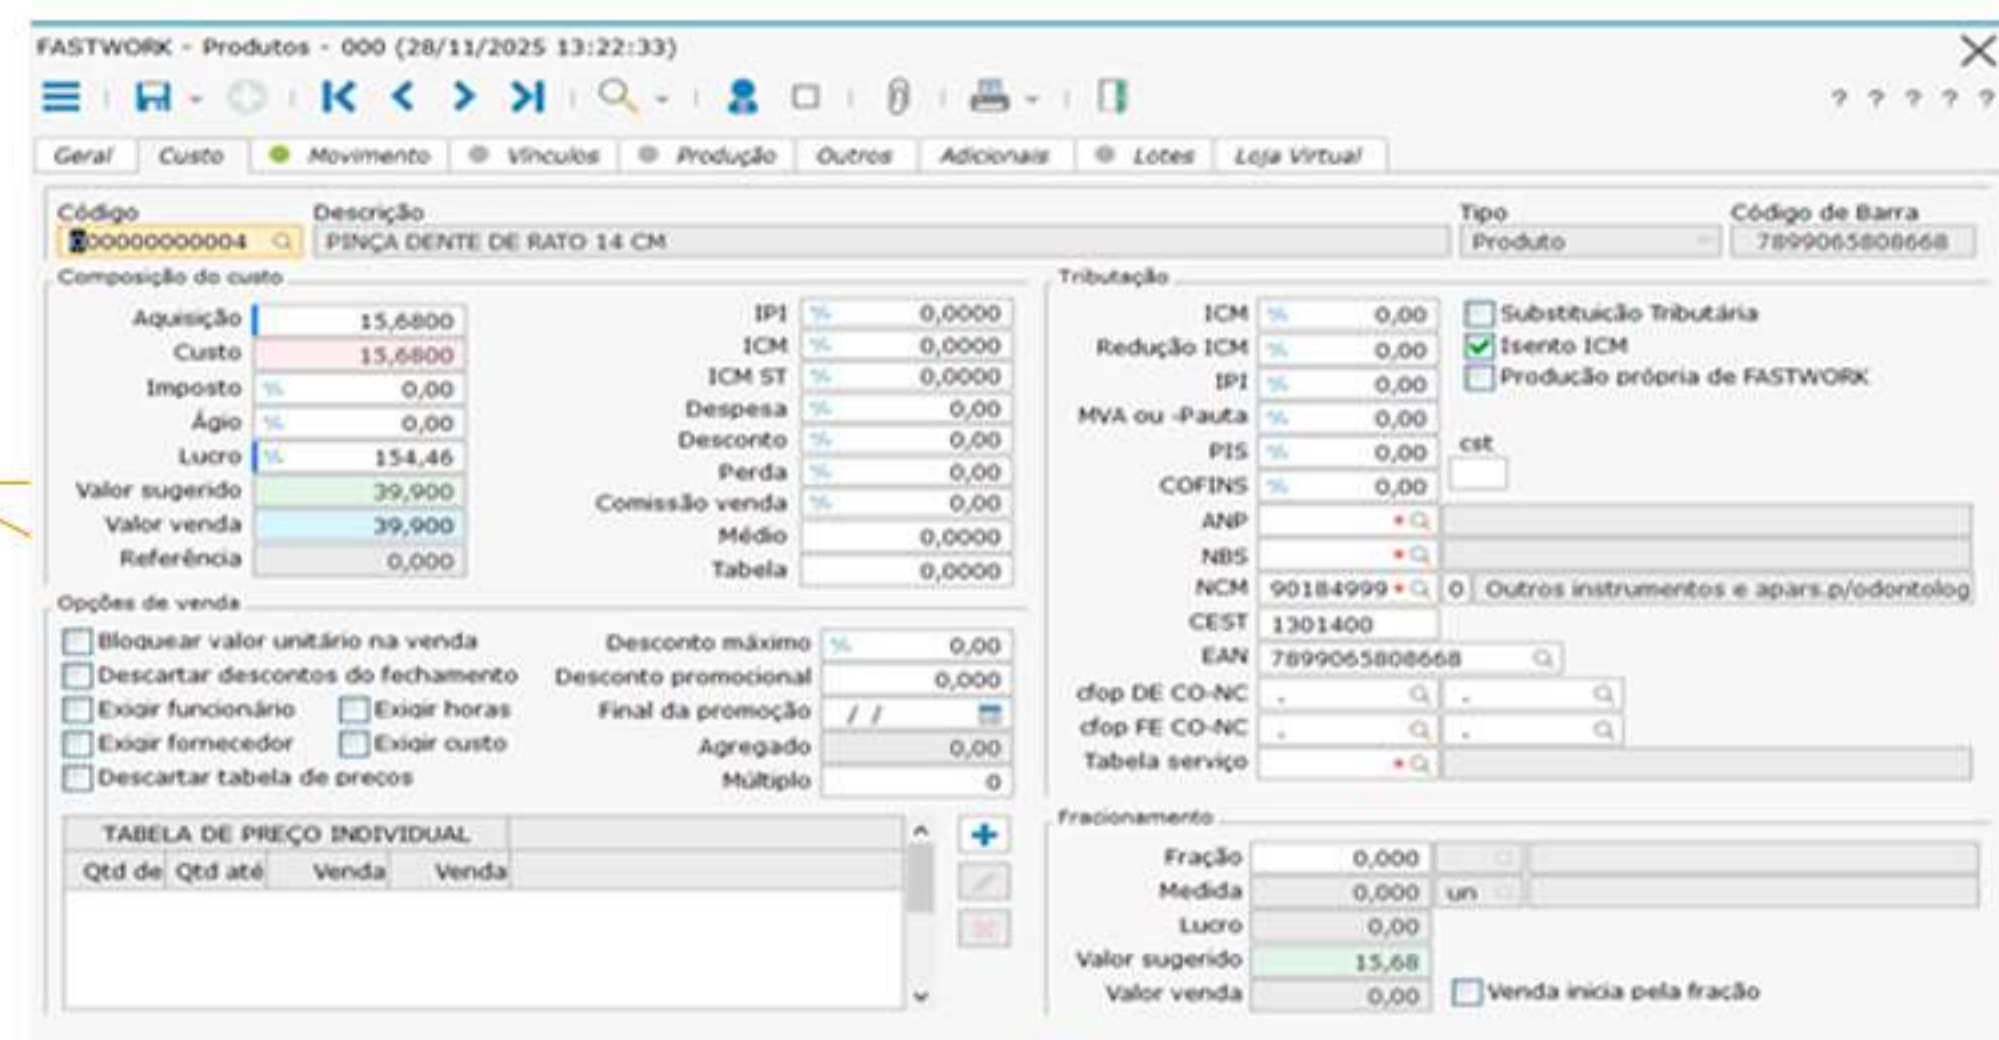 FASTWORK - Produtos - 000 (28/11/2025 13:22:33)
? ? ? ? ?
Geral Custo Movimento Vínculos Produção Outros Adicionais Lotes Loja Virtual
Código Descrição Tipo Código de Barra
000000000004 PINÇA DENTE DE RATO 14 CM Produto 7899065808668
Composição do custo
Aquisição 15,6800
Custo 15,6800
Imposto % 0,00
Ágio % 0,00
Lucro % 154,46
Valor sugerido 39,900
Valor venda 39,900
Referência 0,000
IPI % 0,0000
ICM % 0,0000
ICM ST % 0,0000
Despesa % 0,00
Desconto % 0,00
Perda % 0,00
Comissão venda % 0,00
Médio 0,0000
Tabela 0,0000
Tributação
ICM % 0,00 Substituicão Tributária
Redução ICM % 0,00 Isento ICM
IPI % 0,00 Producão própria de FASTWORK
MVA ou -Pauta % 0,00
PIS % 0,00 cst
COFINS % 0,00
ANP
NBS
NCM 90184999 0 Outros instrumentos e apars.p/odontolog
CEST 1301400
EAN 7899065808668
cfop DE CO-NC . .
cfop FE CO-NC . .
Tabela serviço
Opções de venda
Bloquear valor unitário na venda
Descartar descontos do fechamento
Exigir funcionário Exigir horas
Exigir fornecedor Exigir custo
Descartar tabela de precos
Desconto máximo % 0,00
Desconto promocional 0,000
Final da promoção / /
Agregado 0,00
Múltiplo 0
TABELA DE PREÇO INDIVIDUAL
Qtd de Qtd até Venda Venda
Fracionamento
Fração 0,000
Medida 0,000 un
Lucro 0,00
Valor sugerido 15,68
Valor venda 0,00 Venda inicia pela fração